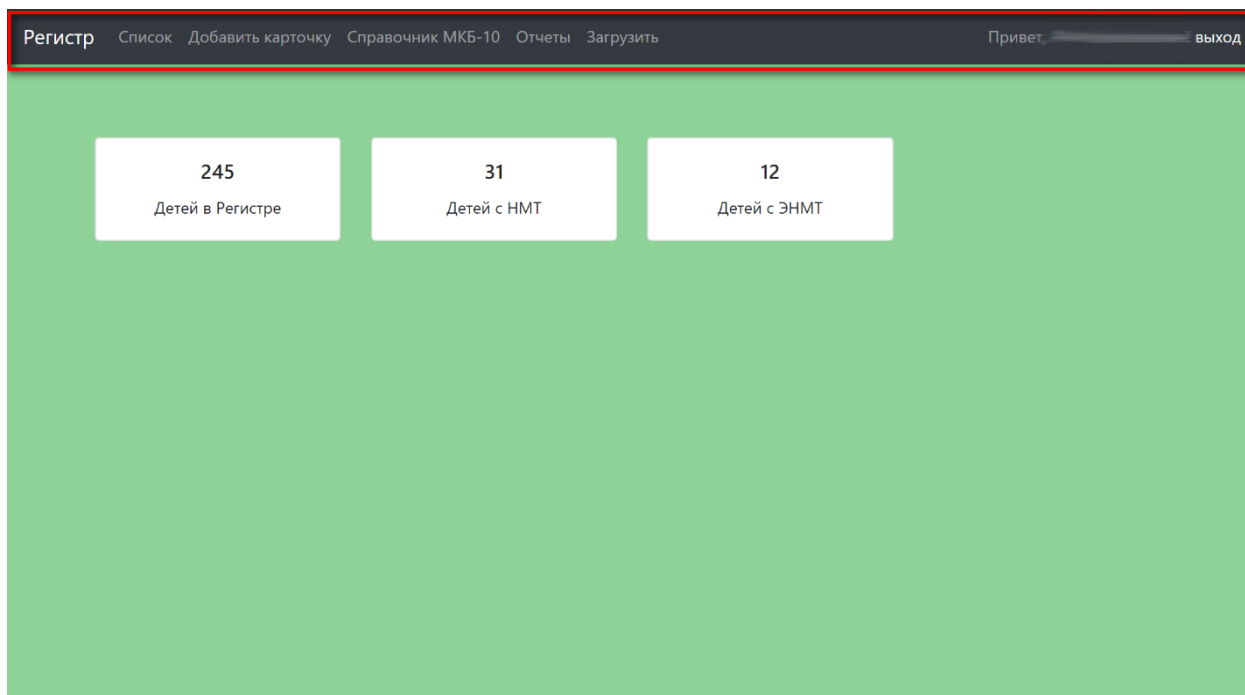 Регистр Список Добавить карточку Справочник МКБ-10 Отчеты Загрузить Привет, выход
245 31 12
Детей в Регистре Детей с НМТ Детей с ЭНМТ